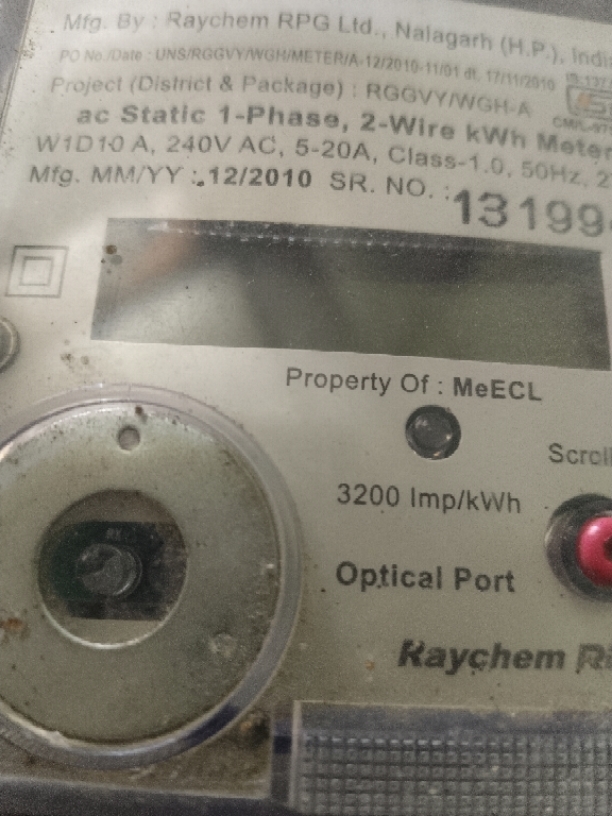 Mfg. By : Raychem RPG Ltd., Nalagarh (H.P.), India
PO No./Date : UNS/RGGVY/WGH/METER/A-12/2010-11/01 dt. 17/11/2010
Project (District & Package) : RGGVY/WGH-A
ac Static 1-Phase, 2-Wire kWh Meter
W1D10 A, 240V AC, 5-20A, Class-1.0, 50Hz, 2
Mfg. MM/YY : 12/2010 SR. NO. : 13199
Property Of : MeECL
Scroll
3200 Imp/kWh
Optical Port
Raychem